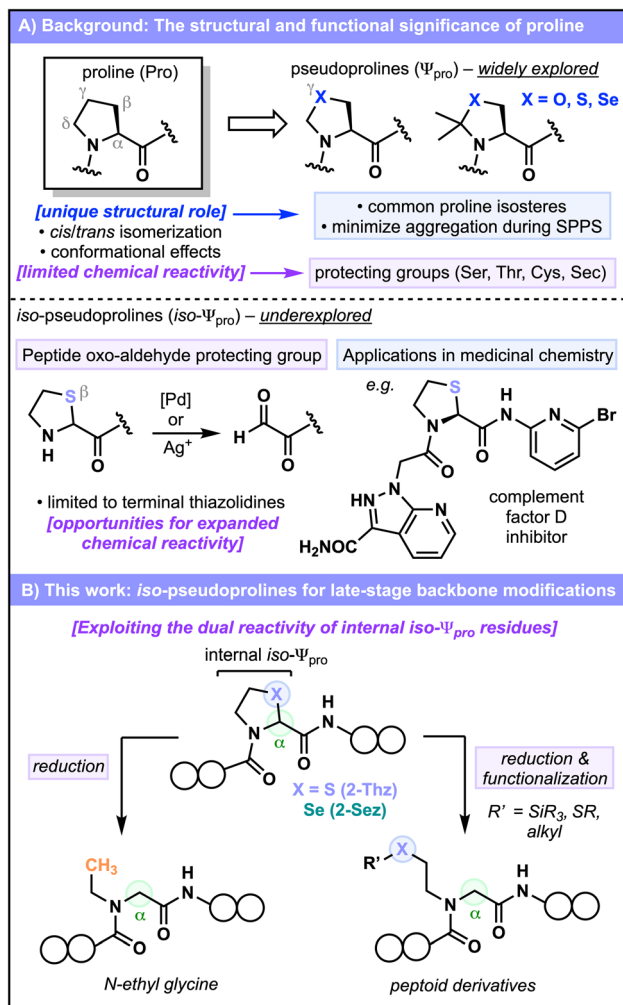 A) Background: The structural and functional significance of proline
proline (Pro)
pseudoprolines (Ψpro) – widely explored
γ
β
δ
α
N
O
γ
X
N
O
X
N
O
X = O, S, Se
[unique structural role]
• cis/trans isomerization
• conformational effects
• common proline isosteres
• minimize aggregation during SPPS
[limited chemical reactivity]
protecting groups (Ser, Thr, Cys, Sec)
iso-pseudoprolines (iso-Ψpro) – underexplored
Peptide oxo-aldehyde protecting group
Applications in medicinal chemistry
S
β
N
H
O
[Pd]
or
Ag+
O
H
O
e.g.
S
N
H
N
O
N
Br
O
N
HN
N
H2NOC
• limited to terminal thiazolidines
[opportunities for expanded
chemical reactivity]
complement
factor D
inhibitor
B) This work: iso-pseudoprolines for late-stage backbone modifications
[Exploiting the dual reactivity of internal iso-Ψpro residues]
internal iso-Ψpro
X
H
N
N
α
O
O
reduction
X = S (2-Thz)
Se (2-Sez)
reduction &
functionalization
R' = SiR3, SR,
alkyl
CH3
H
N
N
α
O
O
N-ethyl glycine
R'
X
H
N
N
α
O
O
peptoid derivatives